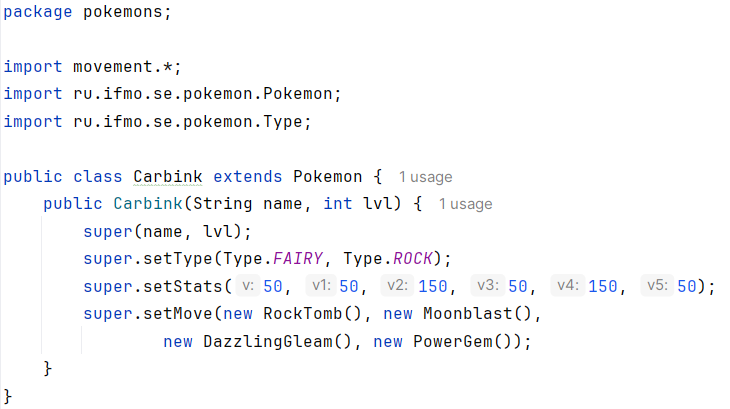 package pokemons;
import movement.*;
import ru.ifmo.se.pokemon.Pokemon;
import ru.ifmo.se.pokemon.Type;
public class Carbink extends Pokemon { 1 usage
public Carbink(String name, int lvl) { 1 usage
super(name, lvl);
super.setType(Type.FAIRY, Type.ROCK);
super.setStats( v: 50, v1: 50, v2: 150, v3: 50, v4: 150, v5: 50);
super.setMove(new RockTomb(), new Moonblast(),
new DazzlingGleam(), new PowerGem());
}
}